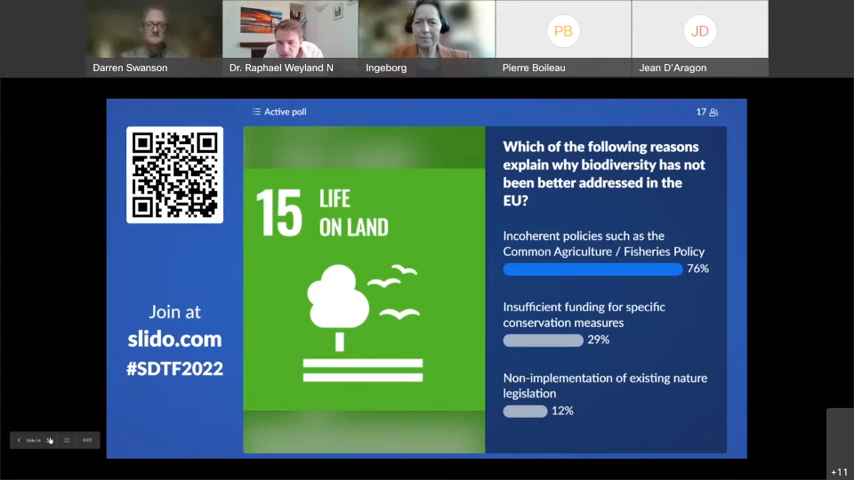 Darren Swanson
Dr. Raphael Weyland N
Ingeborg
PB
Pierre Boileau
JD
Jean D'Aragon
Active poll
17
15
LIFE
ON LAND
Join at
slido.com
#SDTF2022
Which of the following reasons
explain why biodiversity has not
been better addressed in the
EU?
Incoherent policies such as the
Common Agriculture / Fisheries Policy
76%
Insufficient funding for specific
conservation measures
29%
Non-implementation of existing nature
legislation
12%
EXIT
+11